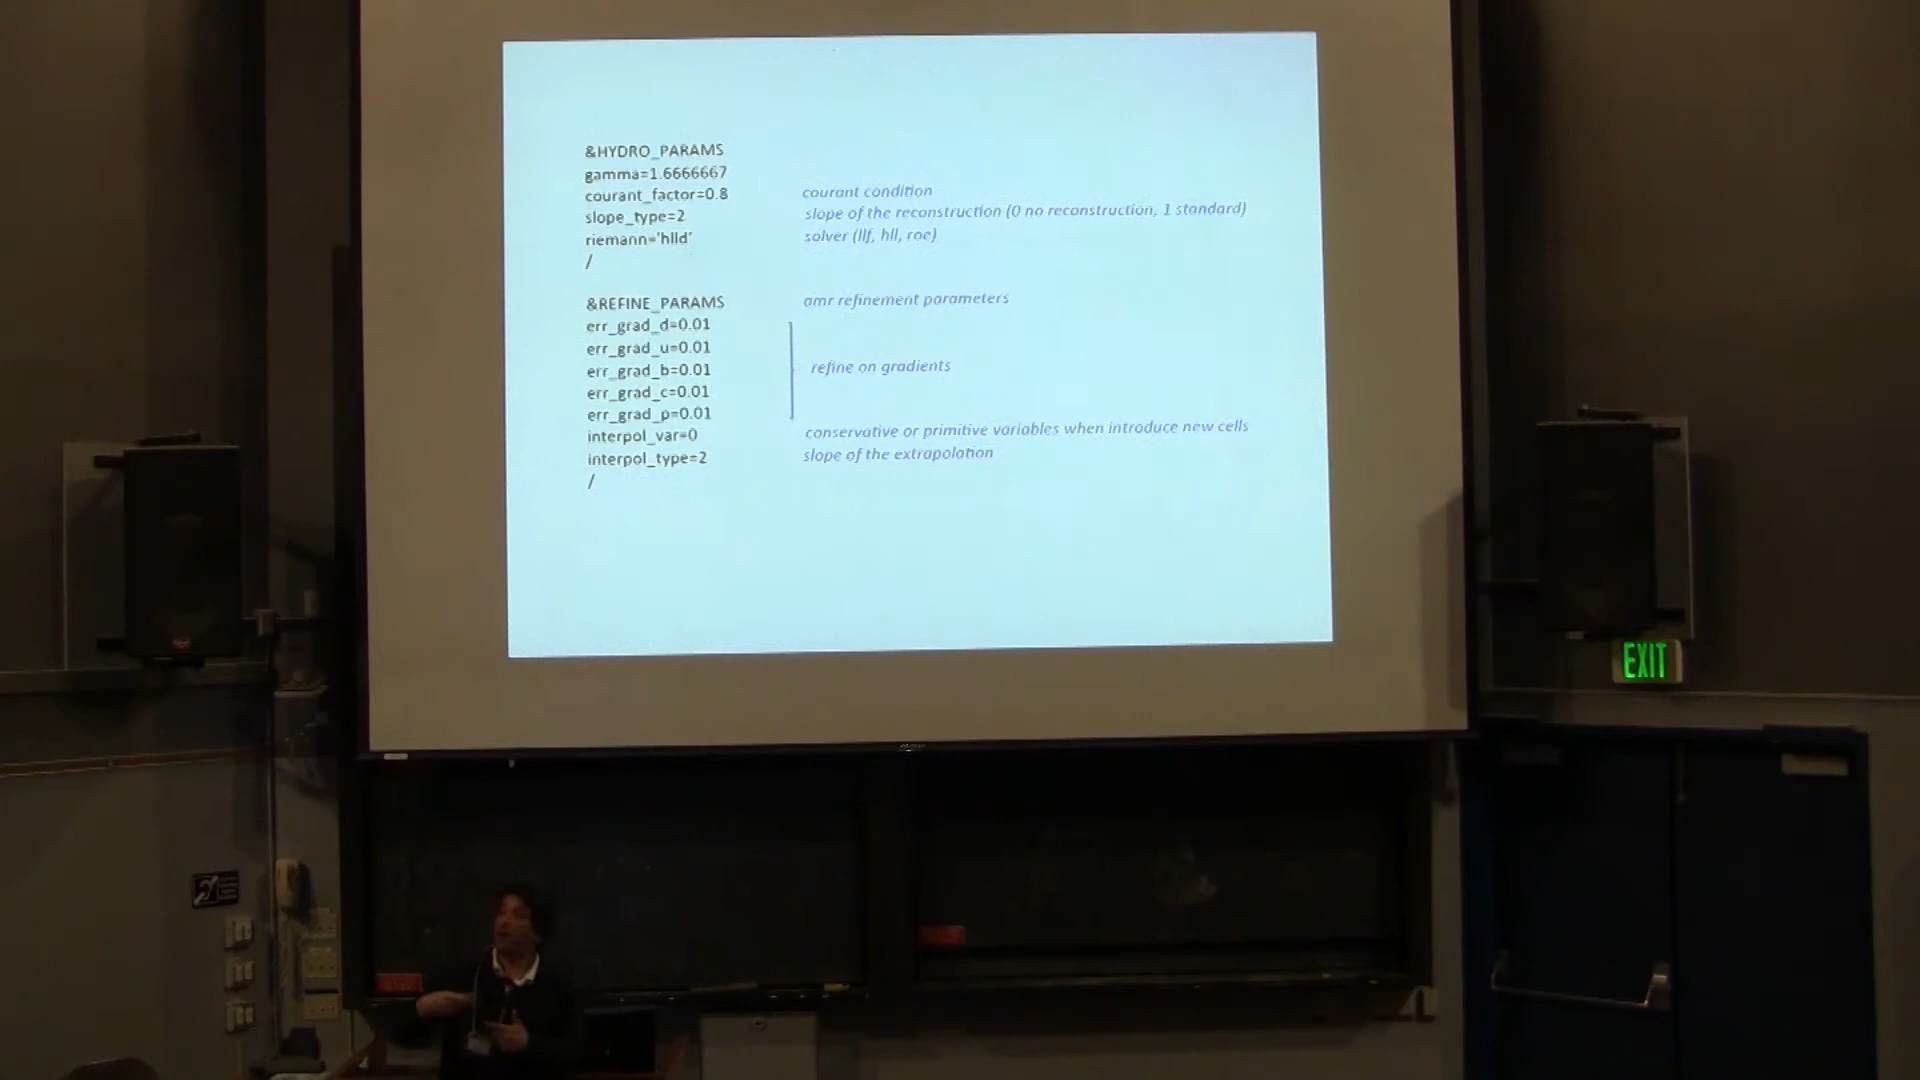 &HYDRO_PARAMS
gamma=1.6666667
courant_factor=0.8 courant condition
slope_type=2 slope of the reconstruction (0 no reconstruction, 1 standard)
riemann='hlld' solver (llf, hll, roe)
/
&REFINE_PARAMS amr refinement parameters
err_grad_d=0.01
err_grad_u=0.01
err_grad_b=0.01 refine on gradients
err_grad_c=0.01
err_grad_p=0.01
interpol_var=0 conservative or primitive variables when introduce new cells
interpol_type=2 slope of the extrapolation
/
EXIT